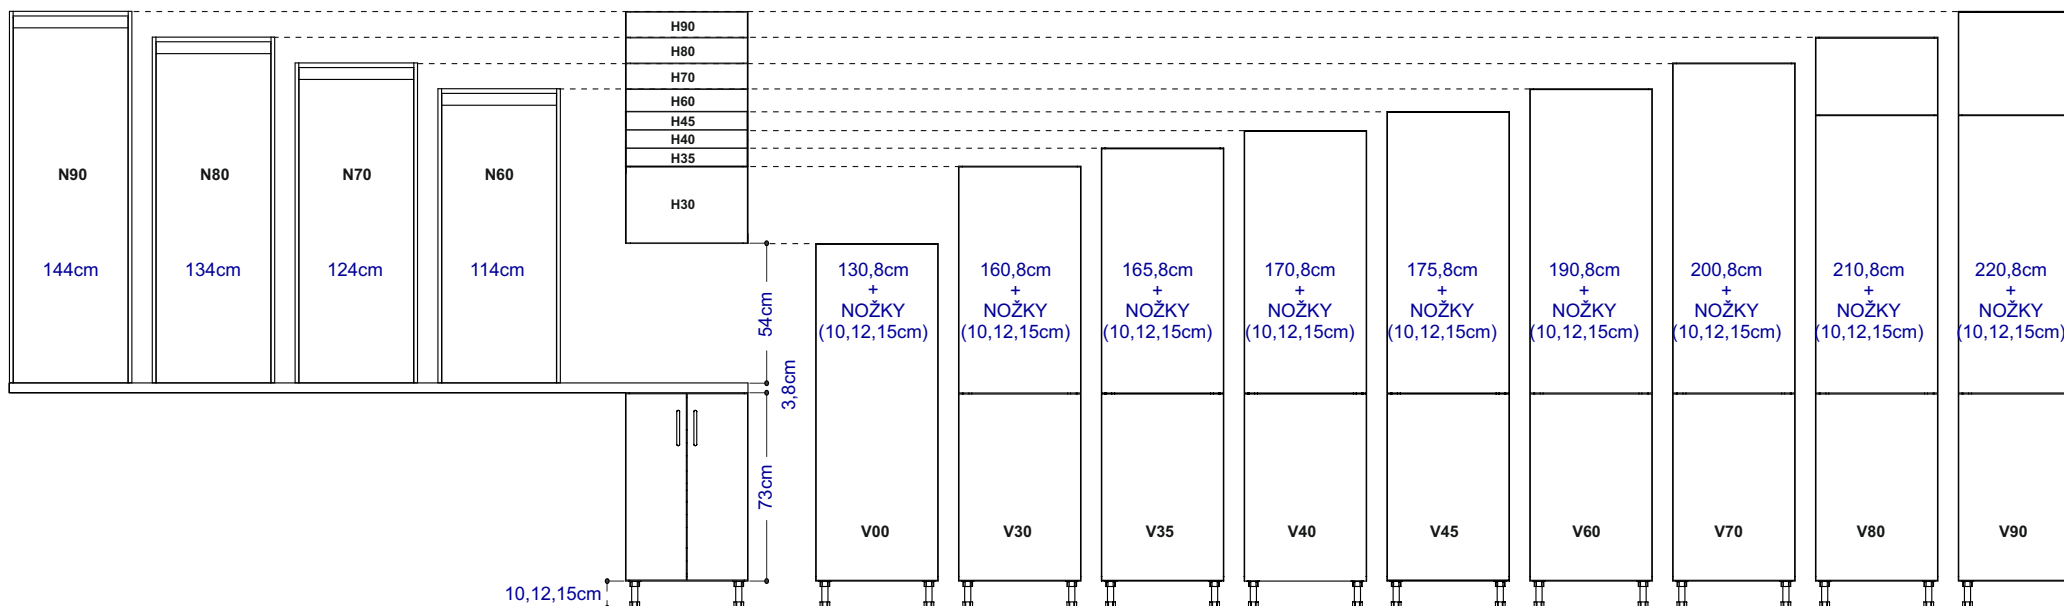 H90
H80
H70
H60
H45
H40
H35
H30
N90
N80
N70
N60
144cm
134cm
124cm
114cm
54cm
3,8cm
73cm
10,12,15cm
130,8cm
+
NOŽKY
(10,12,15cm)
V00
160,8cm
+
NOŽKY
(10,12,15cm)
V30
165,8cm
+
NOŽKY
(10,12,15cm)
V35
170,8cm
+
NOŽKY
(10,12,15cm)
V40
175,8cm
+
NOŽKY
(10,12,15cm)
V45
190,8cm
+
NOŽKY
(10,12,15cm)
V60
200,8cm
+
NOŽKY
(10,12,15cm)
V70
210,8cm
+
NOŽKY
(10,12,15cm)
V80
220,8cm
+
NOŽKY
(10,12,15cm)
V90